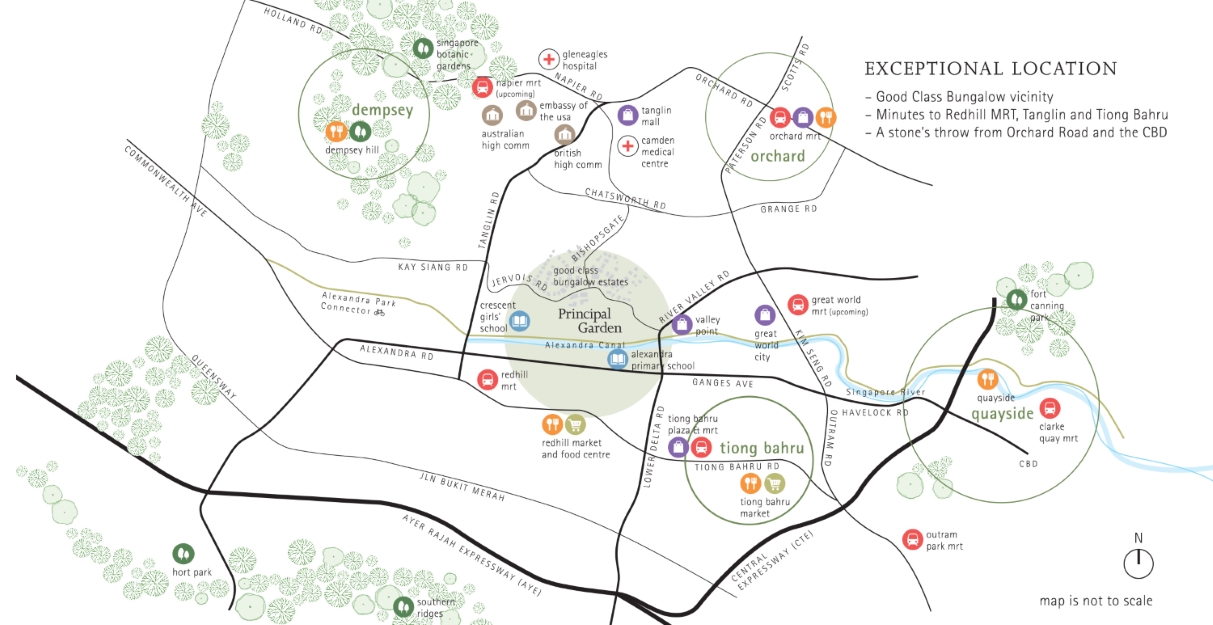 HOLLAND RD
singapore
botanic-
gardens
gleneagles
hospital
napier mrt
(upcoming)
NAPIER RD
ORCHARD RD
SCOTTS RD
EXCEPTIONAL LOCATION
– Good Class Bungalow vicinity
– Minutes to Redhill MRT, Tanglin and Tiong Bahru
– A stone's throw from Orchard Road and the CBD
dempsey
dempsey hill
australian
high comm
embassy of
the usa
british
high comm
tanglin
mall
camden
medical
centre
orchard mrt
PATERSON RD
orchard
COMMONWEALTH AVE
TANGLIN RD
CHATSWORTH RD
GRANGE RD
BISHOPSGATE
KAY SIANG RD
JERVOIS RD
good class
bungalow estates
RIVER VALLEY RD
Alexandra Park
Connector
crescent
girls'
school
Principal
Garden
valley
point
great
world
city
great world
mrt (upcoming)
fort
canning
park
Alexandra Canal
ALEXANDRA RD
alexandra
primary school
KIM SENG RD
QUEENSWAY
redhill
mrt
GANGES AVE
Singapore River
HAVELOCK RD
quayside
quayside
clarke
quay mrt
redhill market
and food centre
LOWER DELTA RD
tiong bahru
plaza & mrt
tiong bahru
TIONG BAHRU RD
OUTRAM RD
CBD
tiong bahru
market
JLN BUKIT MERAH
AYER RAJAH EXPRESSWAY (AYE)
CENTRAL
EXPRESSWAY (CTE)
outram
park mrt
hort park
southern
ridges
N
map is not to scale